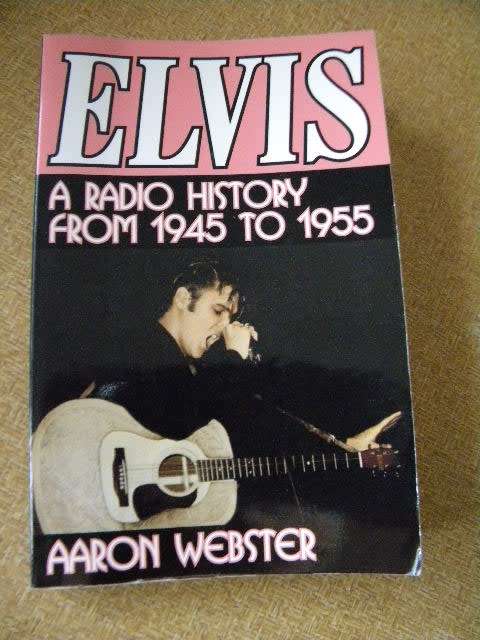 ELVIS
A RADIO HISTORY
FROM 1945 TO 1955
AARON WEBSTER